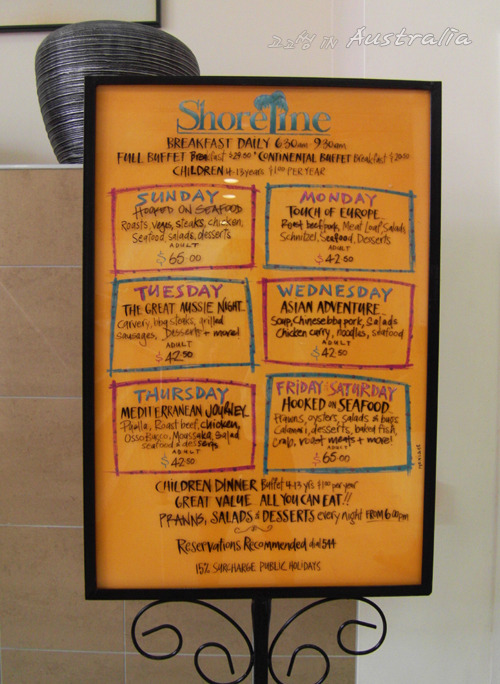 고고씽 iN Australia
Shoreline
BREAKFAST DAILY 6:30am 9:30am
FULL BUFFET Breakfast $29.00 CONTINENTAL BUFFET Breakfast
CHILDREN 4-13 years $1.00 PER YEAR
SUNDAY
HOOKED ON SEAFOOD
Roasts, veges, steaks, chicken,
Seafood, salads, desserts
ADULT
$65.00
MONDAY
TOUCH OF EUROPE
Roast beef, pork, Meat Loaf, Salads,
Schnitzel, Seafood, Desserts
ADULT
$42.50
TUESDAY
THE GREAT AUSSIE NIGHT
Carvery, bbq steaks, grilled
sausages, Desserts + more!
ADULT
$42.50
WEDNESDAY
ASIAN ADVENTURE
Soup, Chinese bbq pork, Salads
Chicken curry, noodles, seafood
ADULT
$42.50
THURSDAY
MEDITERRANEAN JOURNEY
Paella, Roast beef, chicken,
Osso Bucco, Moussaka, Salad
seafood & desserts
ADULT
$42.50
FRIDAY SATURDAY
HOOKED on SEAFOOD
Prawns, oysters, salads & bugs
Calamari, desserts, baked fish
crab, roast meats + more!
ADULT
$65.00
CHILDREN DINNER Buffet 4-13 yrs $1.00 per year
GREAT VALUE ALL YOU CAN EAT!!
PRAWNS, SALADS & DESSERTS every night FROM 6:00pm
Reservations Recommended dial 544
15% SURCHARGE PUBLIC HOLIDAYS